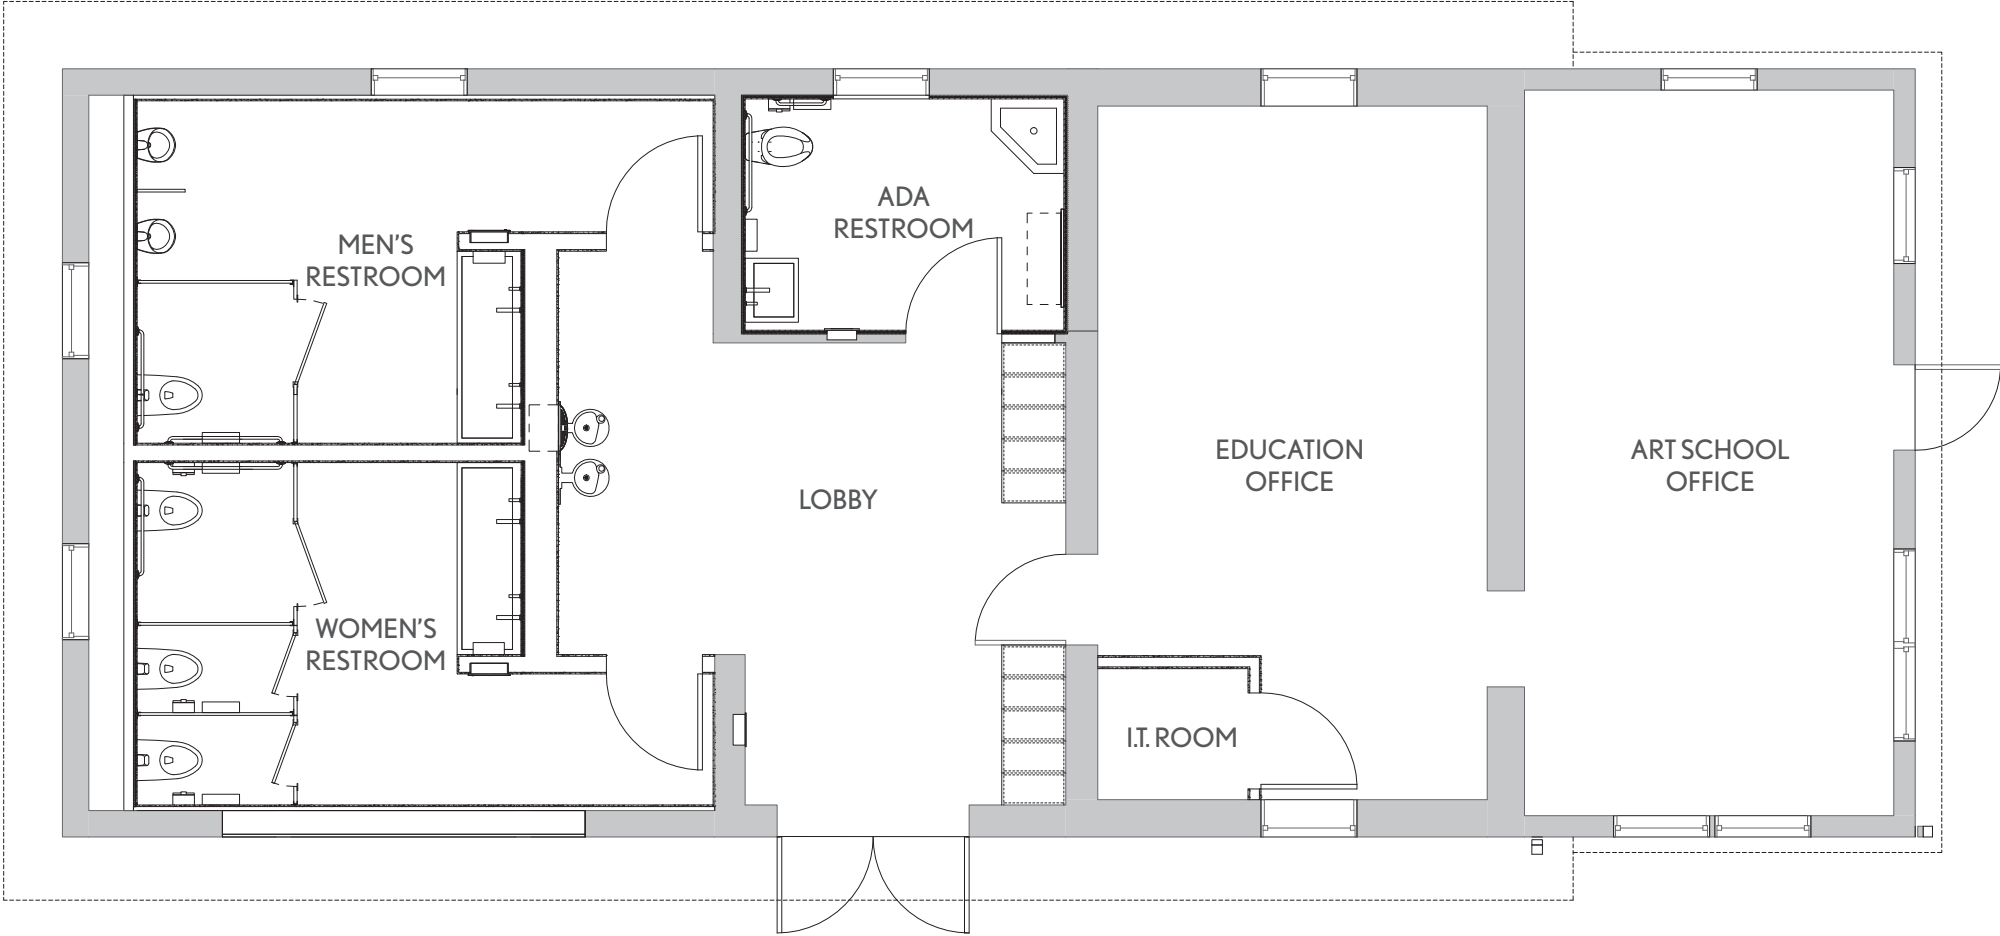 ADA
RESTROOM
MEN'S
RESTROOM
EDUCATION
OFFICE
ART SCHOOL
OFFICE
LOBBY
WOMEN'S
RESTROOM
I.T. ROOM